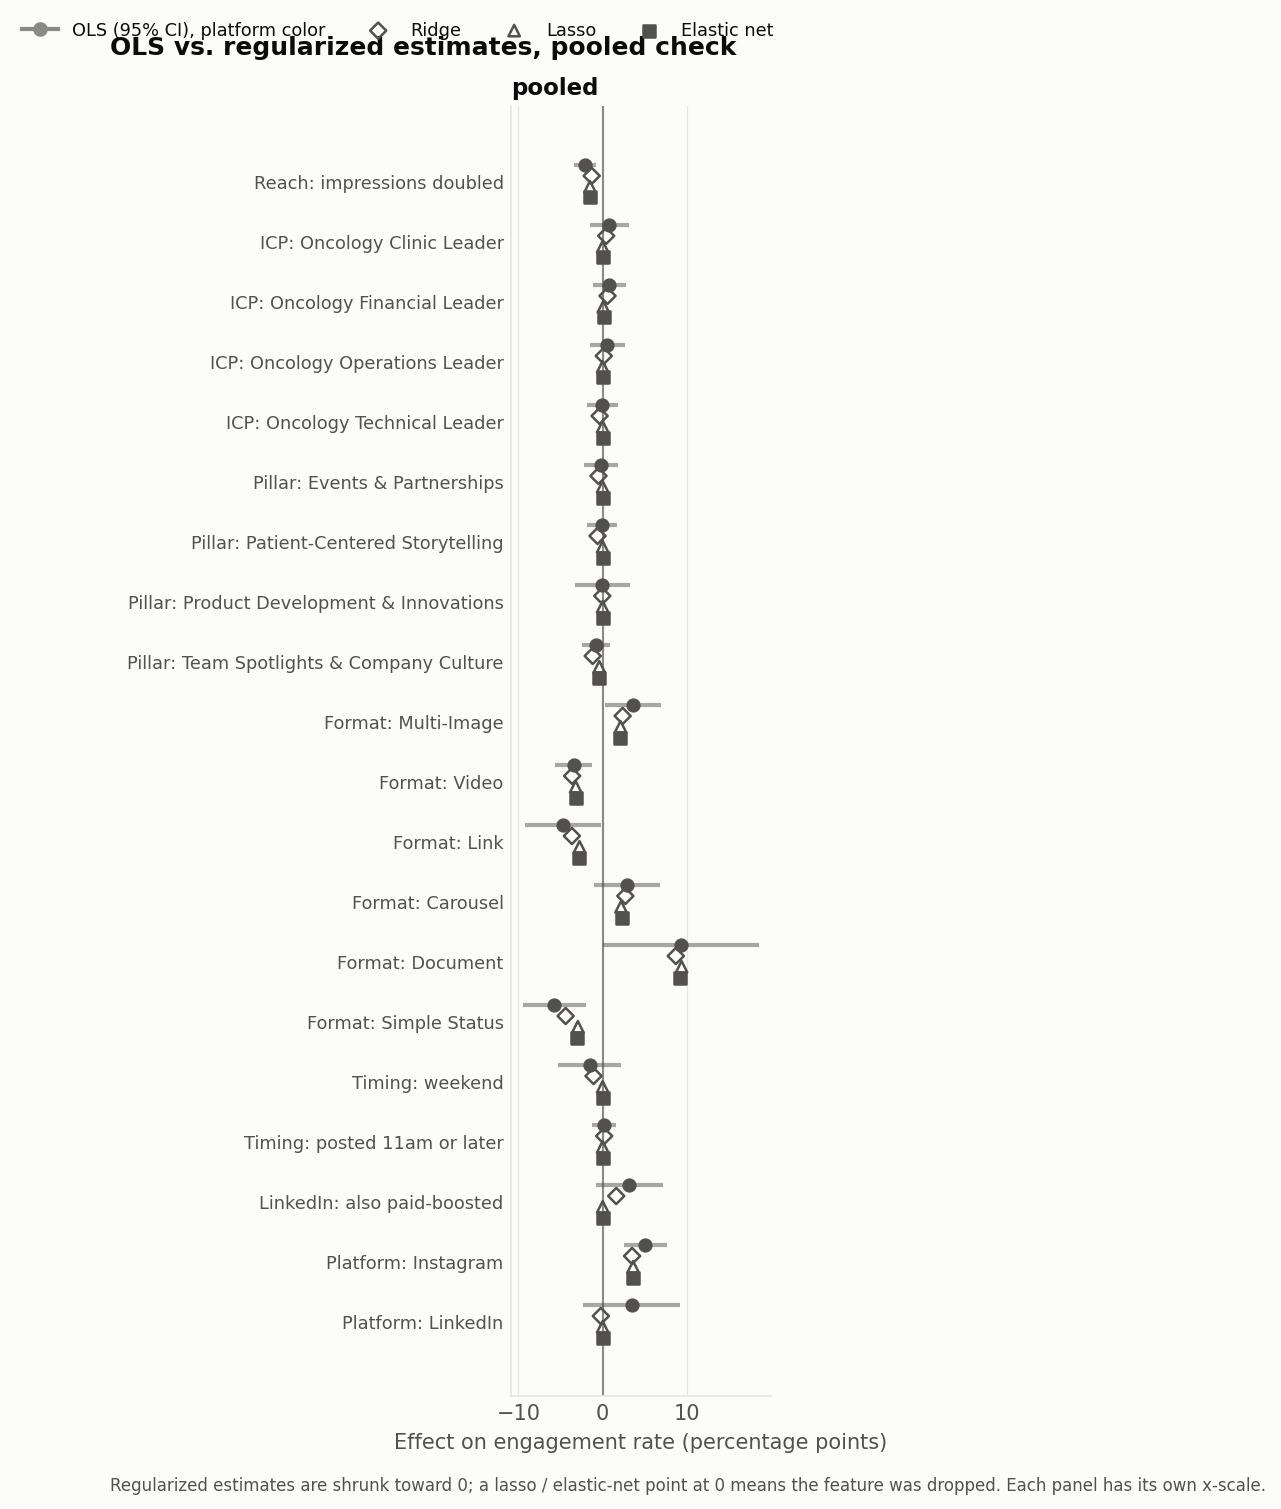 OLS (95% CI), platform color Ridge Lasso Elastic net
OLS vs. regularized estimates, pooled check
pooled
Reach: impressions doubled
ICP: Oncology Clinic Leader
ICP: Oncology Financial Leader
ICP: Oncology Operations Leader
ICP: Oncology Technical Leader
Pillar: Events & Partnerships
Pillar: Patient-Centered Storytelling
Pillar: Product Development & Innovations
Pillar: Team Spotlights & Company Culture
Format: Multi-Image
Format: Video
Format: Link
Format: Carousel
Format: Document
Format: Simple Status
Timing: weekend
Timing: posted 11am or later
LinkedIn: also paid-boosted
Platform: Instagram
Platform: LinkedIn
−10 0 10
Effect on engagement rate (percentage points)
Regularized estimates are shrunk toward 0; a lasso / elastic-net point at 0 means the feature was dropped. Each panel has its own x-scale.